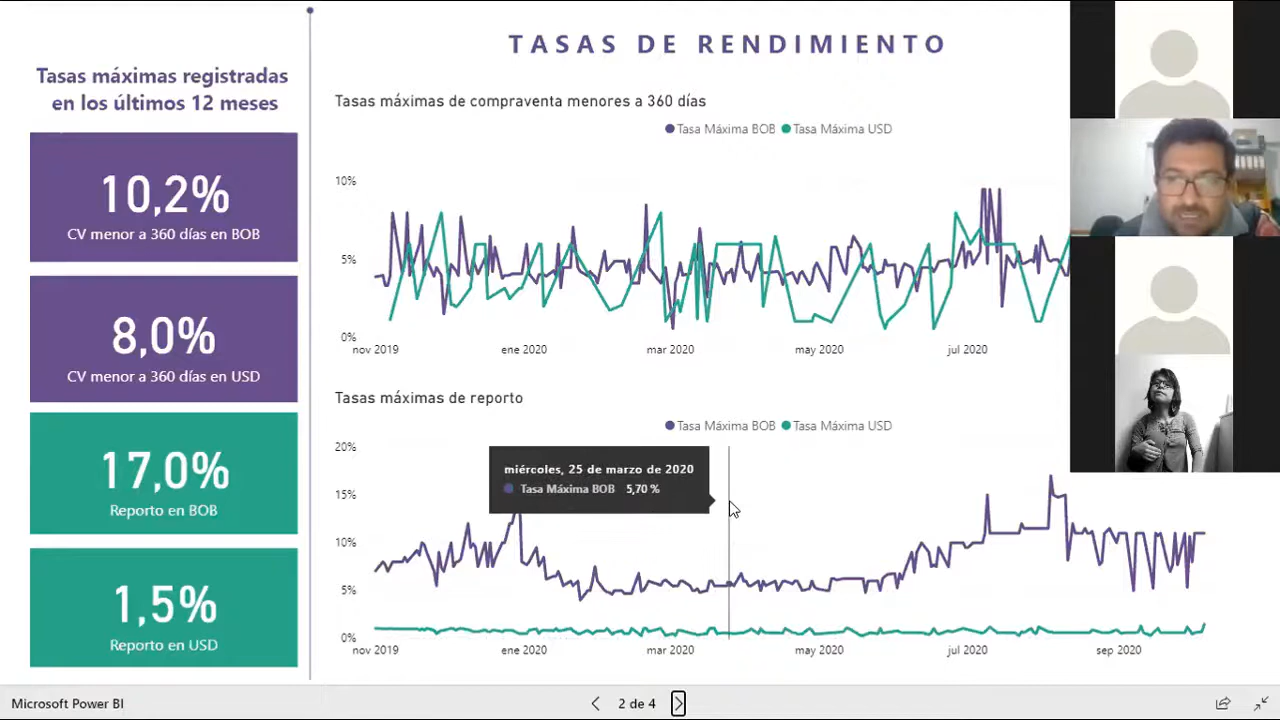 TASAS DE RENDIMIENTO
Tasas máximas registradas
en los últimos 12 meses
10,2%
CV menor a 360 días en BOB
8,0%
CV menor a 360 días en USD
17,0%
Reporto en BOB
1,5%
Reporto en USD
Tasas máximas de compraventa menores a 360 días
Tasa Máxima BOB Tasa Máxima USD
10%
5%
0%
nov 2019 ene 2020 mar 2020 may 2020 jul 2020
Tasas máximas de reporto
Tasa Máxima BOB Tasa Máxima USD
20%
15%
10%
5%
0%
miércoles, 25 de marzo de 2020
Tasa Máxima BOB 5,70 %
nov 2019 ene 2020 mar 2020 may 2020 jul 2020 sep 2020
Microsoft Power BI
2 de 4